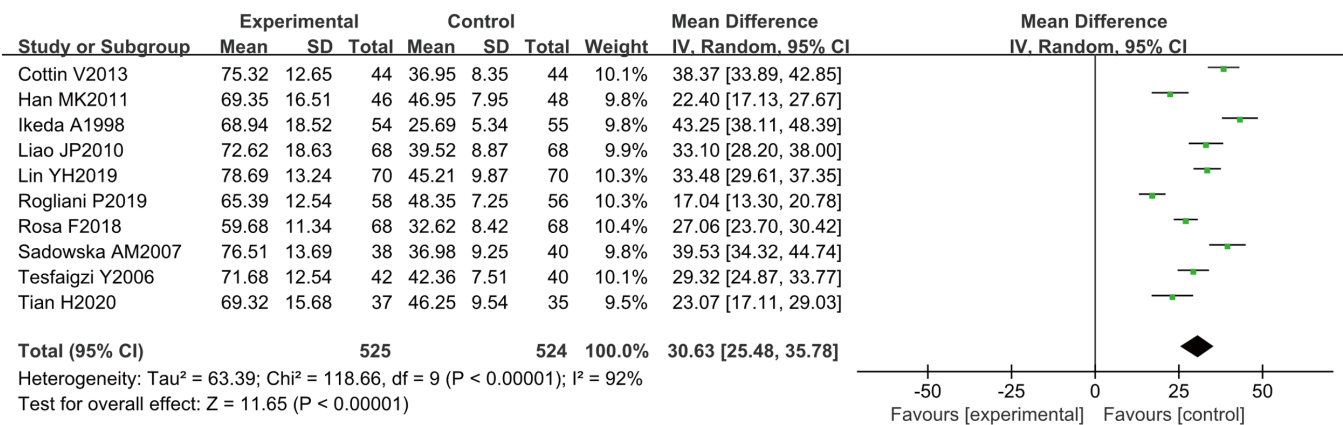 Experimental Control Mean Difference Mean Difference
Study or Subgroup Mean SD Total Mean SD Total Weight IV, Random, 95% CI IV, Random, 95% CI
Cottin V2013 75.32 12.65 44 36.95 8.35 44 10.1% 38.37 [33.89, 42.85]
Han MK2011 69.35 16.51 46 46.95 7.95 48 9.8% 22.40 [17.13, 27.67]
Ikeda A1998 68.94 18.52 54 25.69 5.34 55 9.8% 43.25 [38.11, 48.39]
Liao JP2010 72.62 18.63 68 39.52 8.87 68 9.9% 33.10 [28.20, 38.00]
Lin YH2019 78.69 13.24 70 45.21 9.87 70 10.3% 33.48 [29.61, 37.35]
Rogliani P2019 65.39 12.54 58 48.35 7.25 56 10.3% 17.04 [13.30, 20.78]
Rosa F2018 59.68 11.34 68 32.62 8.42 68 10.4% 27.06 [23.70, 30.42]
Sadowska AM2007 76.51 13.69 38 36.98 9.25 40 9.8% 39.53 [34.32, 44.74]
Tesfaigzi Y2006 71.68 12.54 42 42.36 7.51 40 10.1% 29.32 [24.87, 33.77]
Tian H2020 69.32 15.68 37 46.25 9.54 35 9.5% 23.07 [17.11, 29.03]
Total (95% CI) 525 524 100.0% 30.63 [25.48, 35.78]
Heterogeneity: Tau² = 63.39; Chi² = 118.66, df = 9 (P < 0.00001); I² = 92%
Test for overall effect: Z = 11.65 (P < 0.00001)
-50 -25 0 25 50
Favours [experimental] Favours [control]